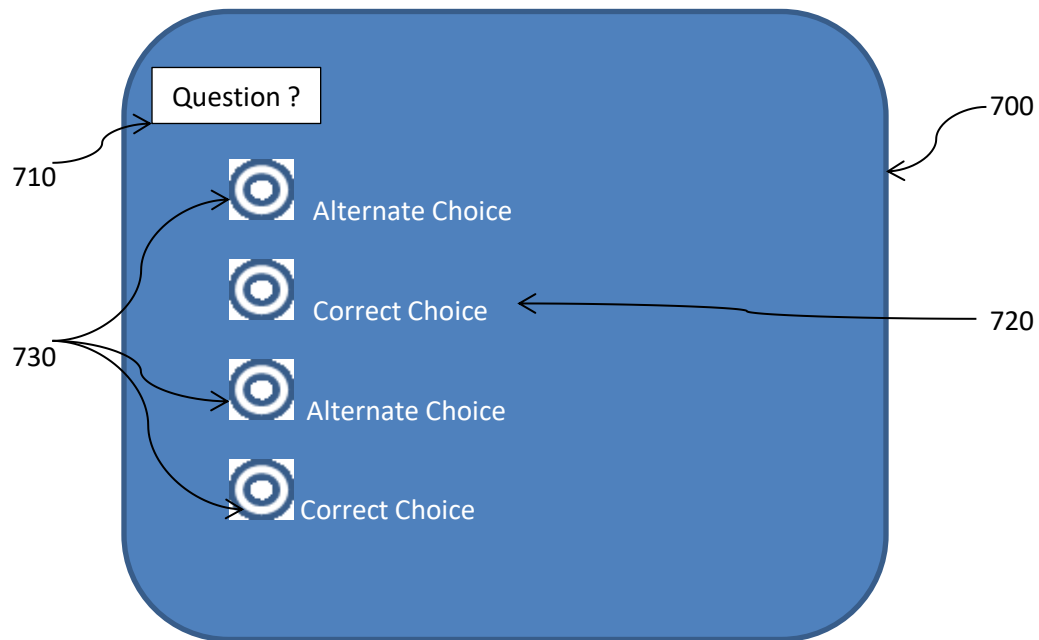 Question ?
700
710
Alternate Choice
Correct Choice
720
730
Alternate Choice
Correct Choice